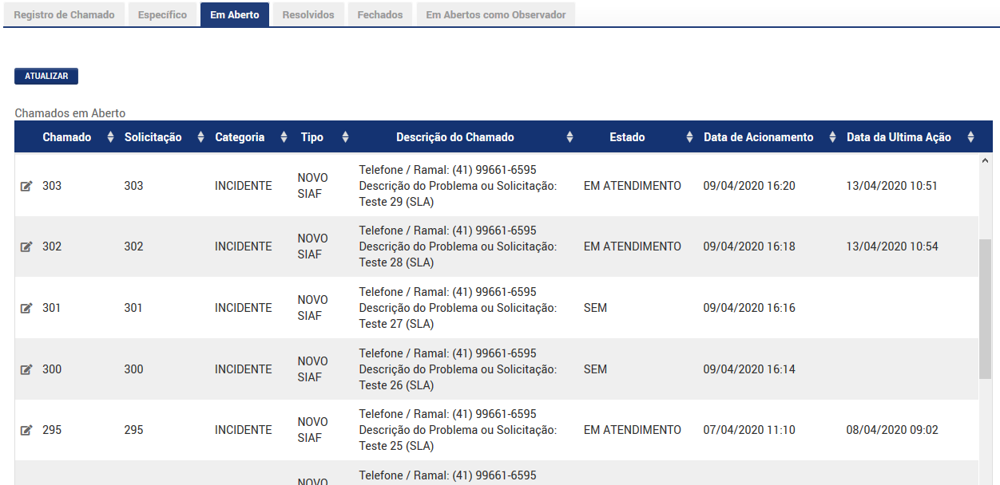 Registro de Chamado Específico Em Aberto Resolvidos Fechados Em Abertos como Observador
ATUALIZAR
Chamados em Aberto
Chamado Solicitação Categoria Tipo Descrição do Chamado Estado Data de Acionamento Data da Ultima Ação
303 303 INCIDENTE NOVO SIAF Telefone / Ramal: (41) 99661-6595
Descrição do Problema ou Solicitação:
Teste 29 (SLA) EM ATENDIMENTO 09/04/2020 16:20 13/04/2020 10:51
302 302 INCIDENTE NOVO SIAF Telefone / Ramal: (41) 99661-6595
Descrição do Problema ou Solicitação:
Teste 28 (SLA) EM ATENDIMENTO 09/04/2020 16:18 13/04/2020 10:54
301 301 INCIDENTE NOVO SIAF Telefone / Ramal: (41) 99661-6595
Descrição do Problema ou Solicitação:
Teste 27 (SLA) SEM 09/04/2020 16:16
300 300 INCIDENTE NOVO SIAF Telefone / Ramal: (41) 99661-6595
Descrição do Problema ou Solicitação:
Teste 26 (SLA) SEM 09/04/2020 16:14
295 295 INCIDENTE NOVO SIAF Telefone / Ramal: (41) 99661-6595
Descrição do Problema ou Solicitação:
Teste 25 (SLA) EM ATENDIMENTO 07/04/2020 11:10 08/04/2020 09:02
NOVO Telefone / Ramal: (41) 99661-6595